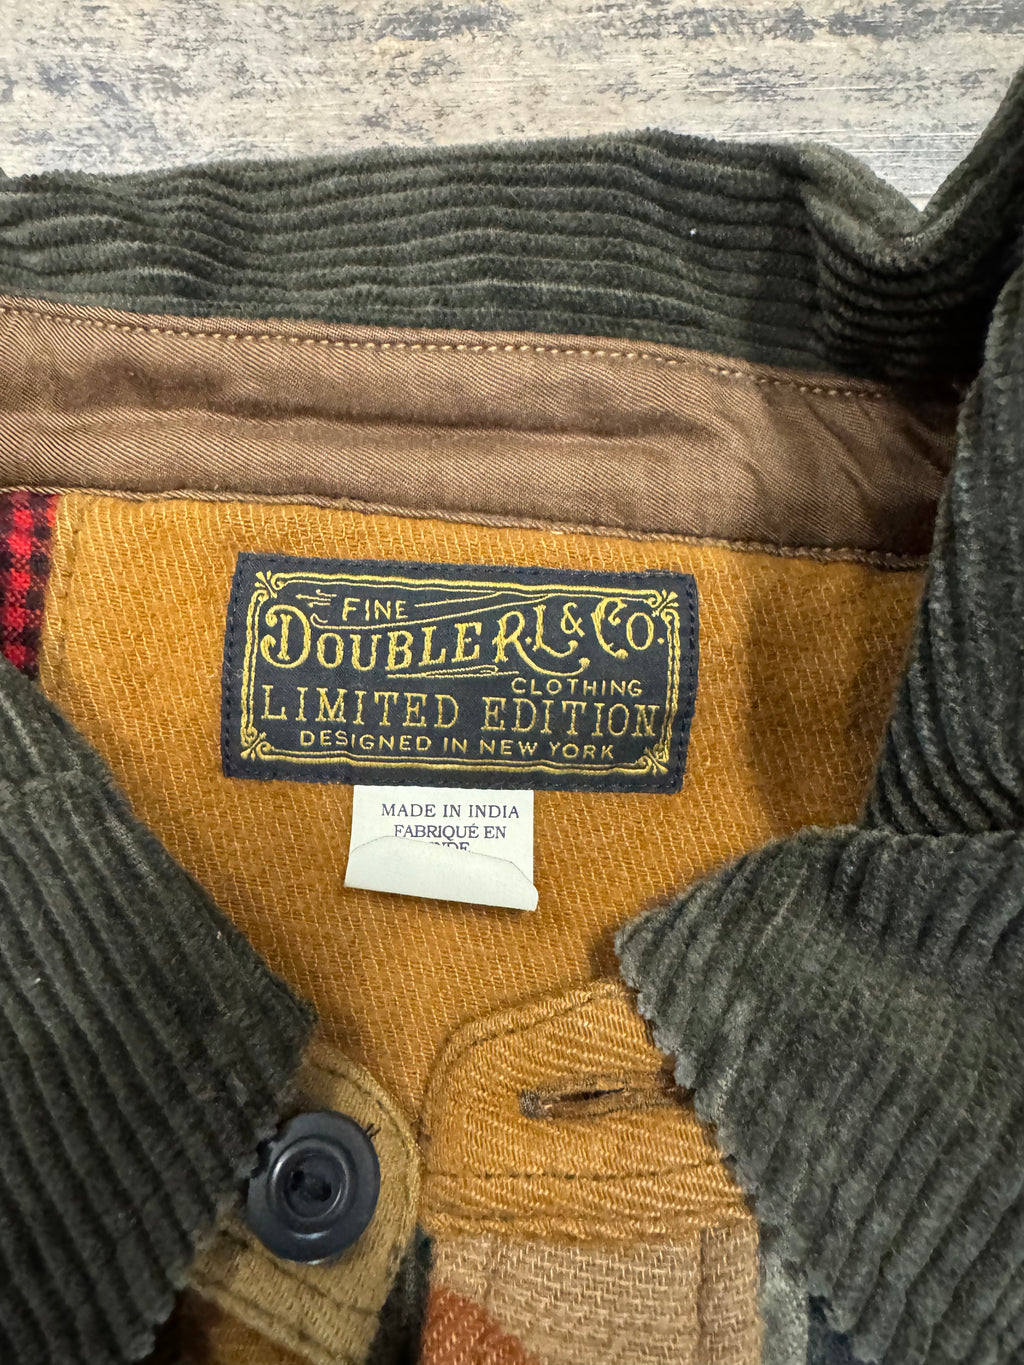 FINE
DOUBLE RL & CO.
CLOTHING
LIMITED EDITION
DESIGNED IN NEW YORK
MADE IN INDIA
FABRIQUÉ EN